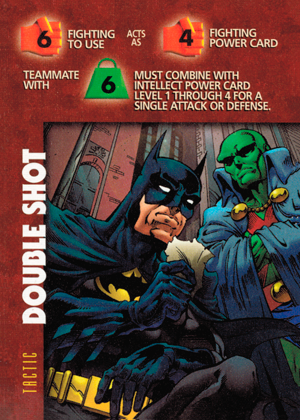 6 FIGHTING TO USE ACTS AS 4 FIGHTING POWER CARD
TEAMMATE WITH 6 MUST COMBINE WITH
INTELLECT POWER CARD
LEVEL 1 THROUGH 4 FOR A
SINGLE ATTACK OR DEFENSE.
DOUBLE SHOT
TACTIC